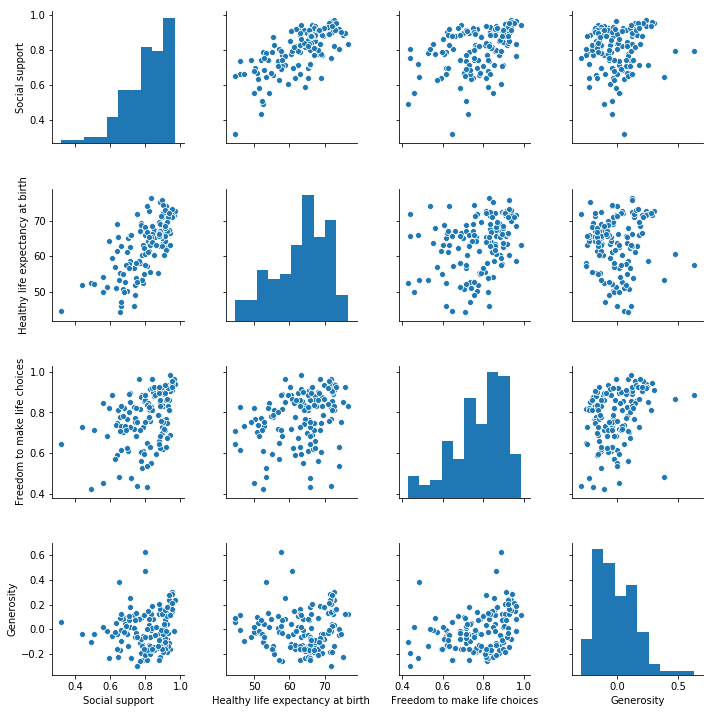 Social support
1.0
0.8
0.6
0.4
Healthy life expectancy at birth
70
60
50
Freedom to make life choices
1.0
0.8
0.6
0.4
Generosity
0.6
0.4
0.2
0.0
−0.2
0.4 0.6 0.8 1.0
50 60 70
0.4 0.6 0.8 1.0
0.0 0.5
Social support
Healthy life expectancy at birth
Freedom to make life choices
Generosity